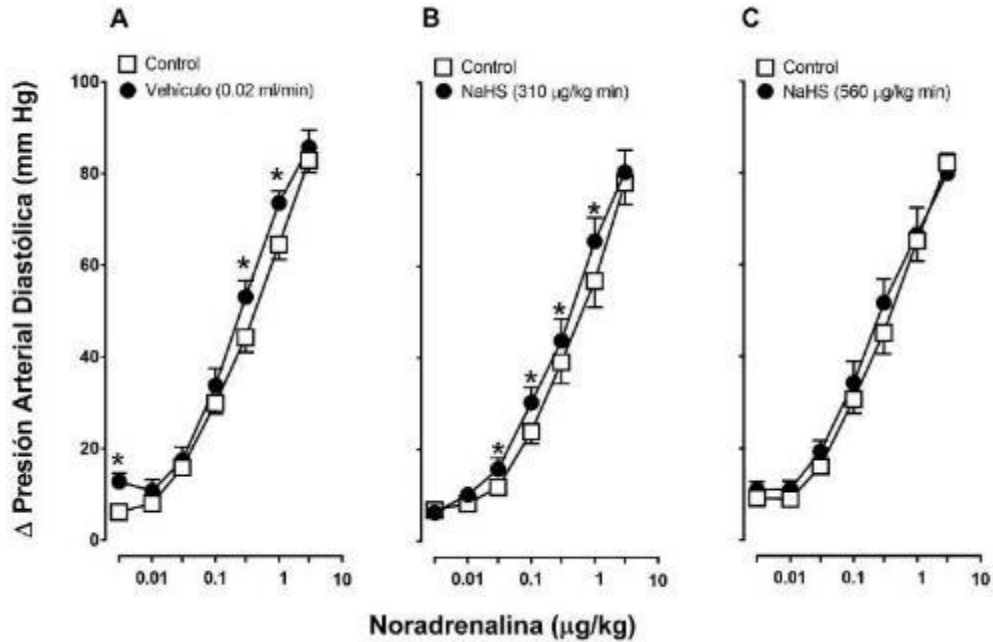 A
B
C
Control
Vehículo (0.02 ml/min)
Control
NaHS (310 μg/kg min)
Control
NaHS (560 μg/kg min)
Δ Presión Arterial Diastólica (mm Hg)
100
80
60
40
20
0
*
*
*
*
*
*
*
*
0.01 0.1 1 10
0.01 0.1 1 10
0.01 0.1 1 10
Noradrenalina (μg/kg)